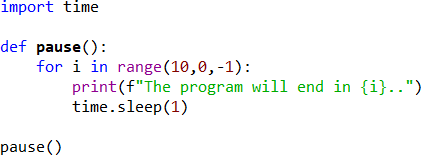 import time
def pause():
    for i in range(10,0,-1):
        print(f"The program will end in {i}..")
        time.sleep(1)
pause()